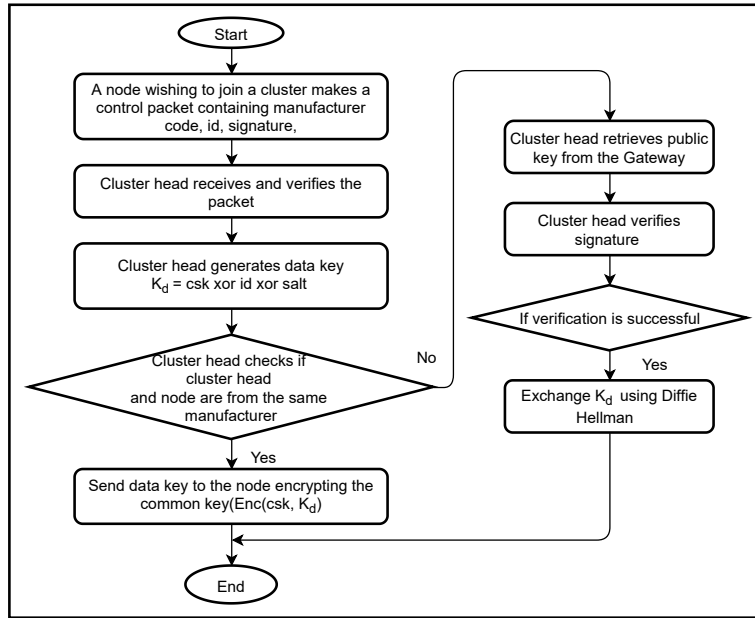 Start
A node wishing to join a cluster makes a
control packet containing manufacturer
code, id, signature,
Cluster head receives and verifies the
packet
Cluster head generates data key
K_d = csk xor id xor salt
Cluster head checks if
cluster head
and node are from the same
manufacturer
No
Yes
Send data key to the node encrypting the
common key(Enc(csk, K_d)
End
Cluster head retrieves public
key from the Gateway
Cluster head verifies
signature
If verification is successful
Yes
Exchange K_d using Diffie
Hellman